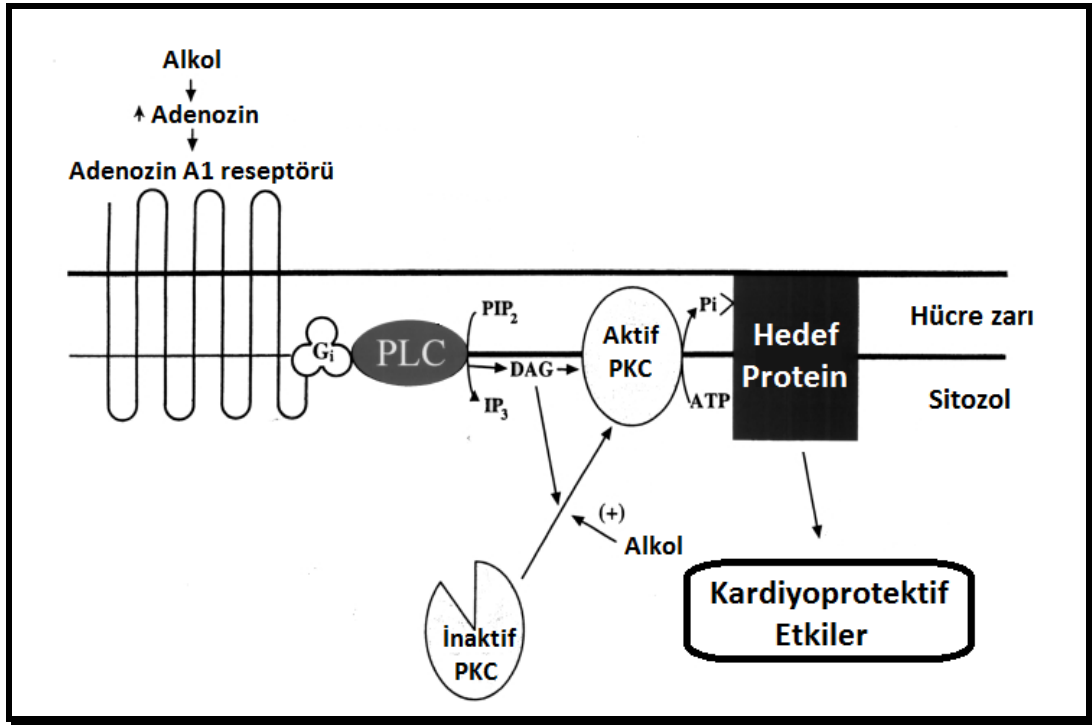 Alkol
Adenozin
Adenozin A1 reseptörü
PIP₂
Pi
Hücre zarı
Gi
PLC
DAG
Aktif
PKC
Hedef
Protein
IP₃
ATP
Sitozol
(+)
Alkol
İnaktif
PKC
Kardiyoprotektif
Etkiler